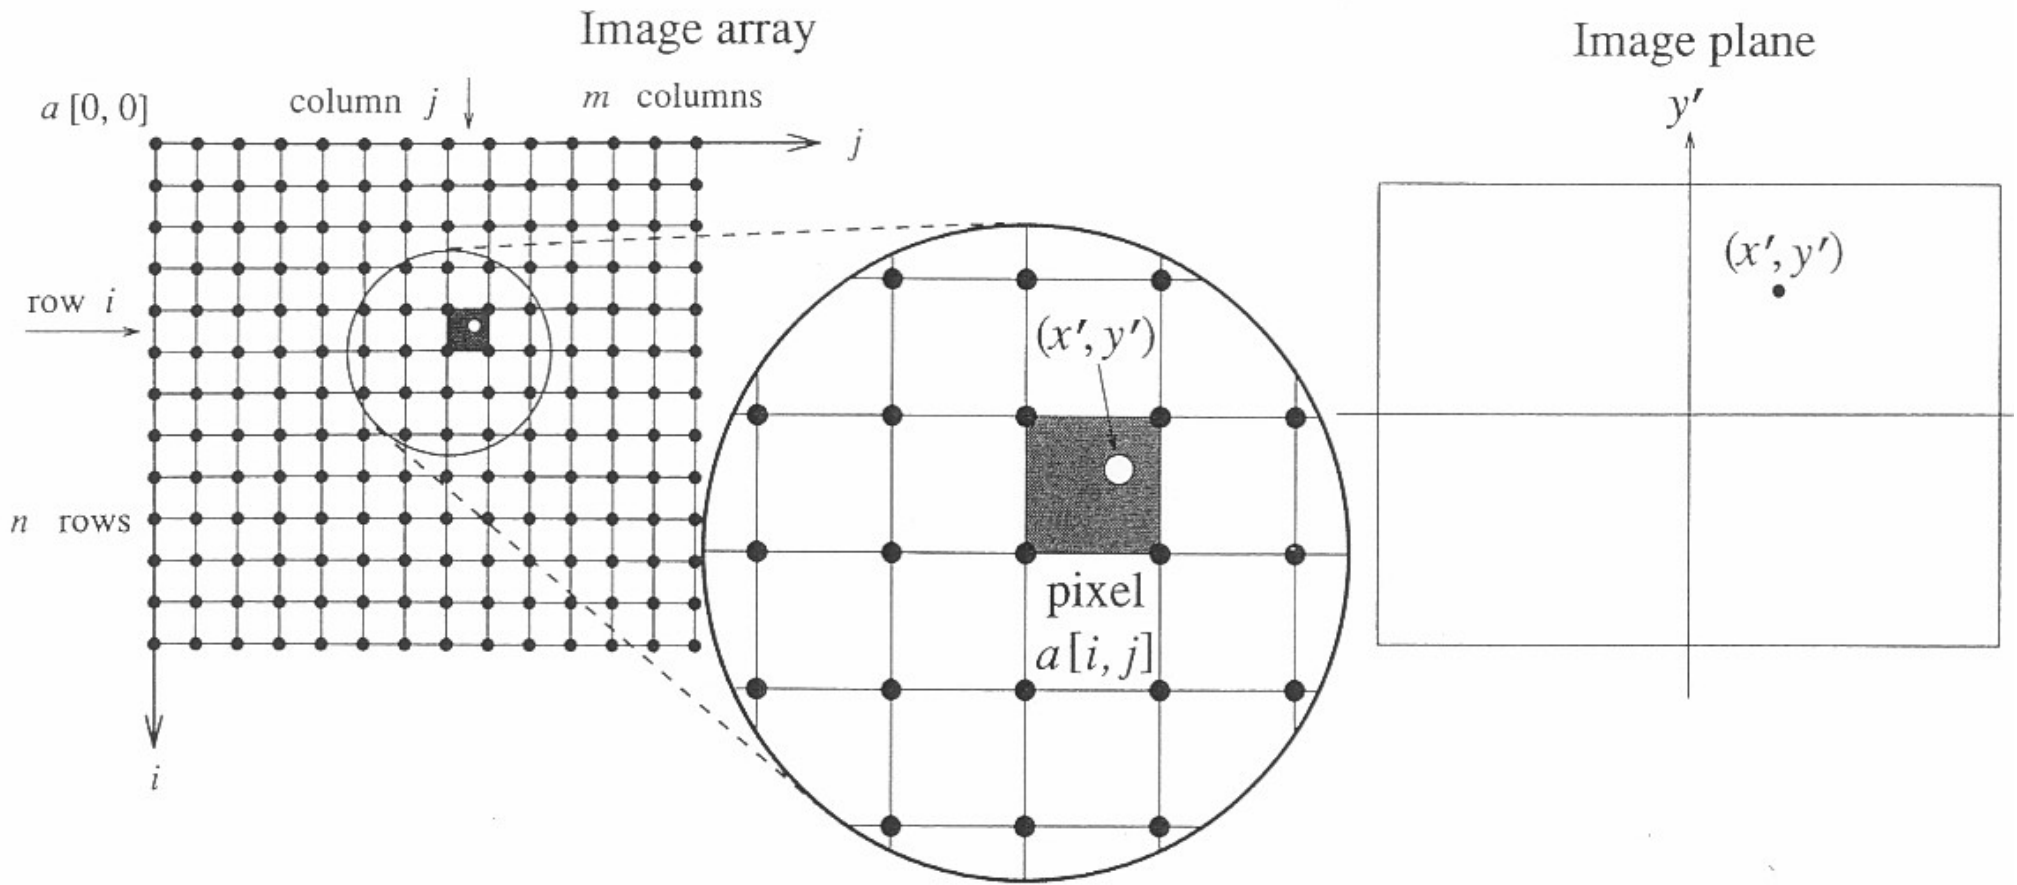 Image array
Image plane
a [0, 0]
column j
m columns
j
y′
(x′, y′)
row i
(x′, y′)
n rows
pixel
a [i, j]
i